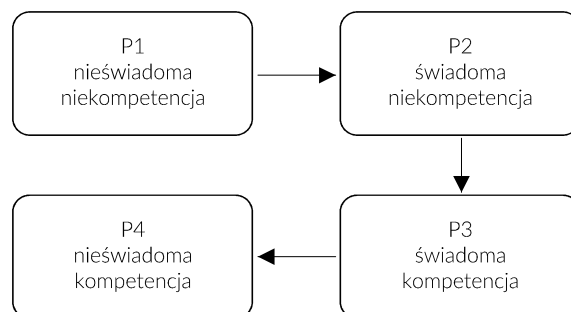 P1
nieświadoma
niekompetencja
P2
świadoma
niekompetencja
P4
nieświadoma
kompetencja
P3
świadoma
kompetencja